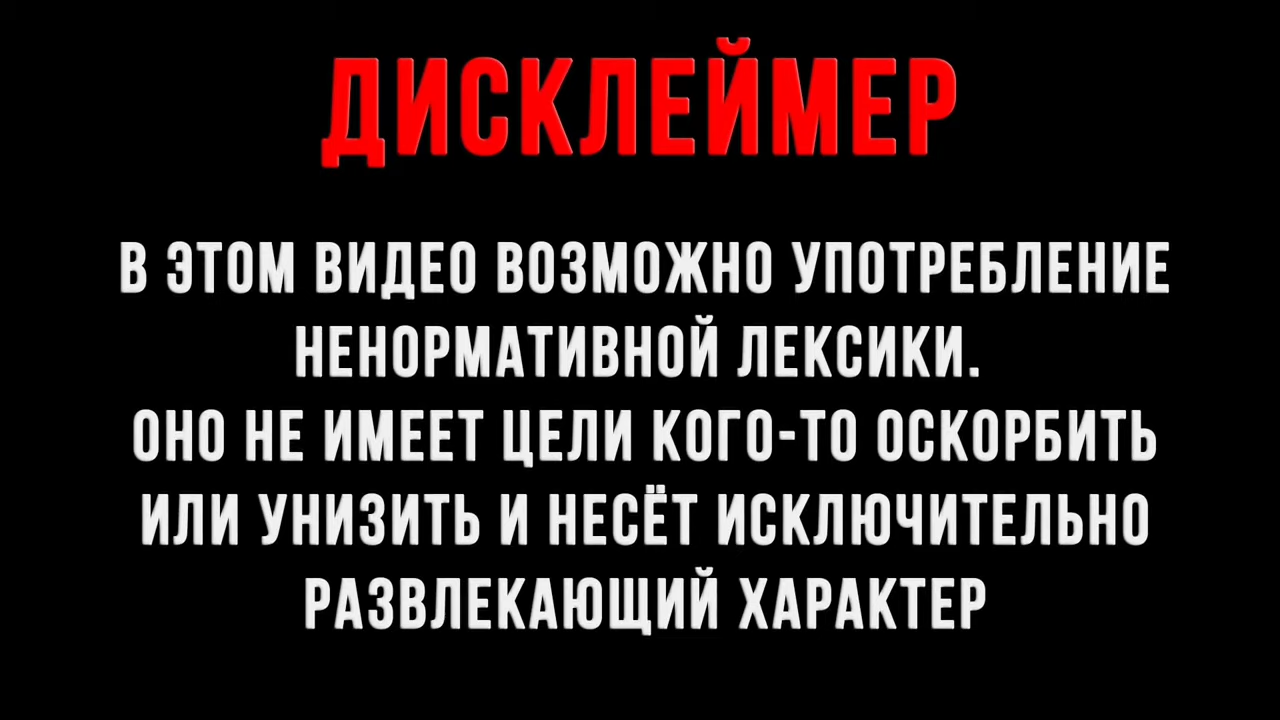 ДИСКЛЕЙМЕР
В ЭТОМ ВИДЕО ВОЗМОЖНО УПОТРЕБЛЕНИЕ
НЕНОРМАТИВНОЙ ЛЕКСИКИ.
ОНО НЕ ИМЕЕТ ЦЕЛИ КОГО-ТО ОСКОРБИТЬ
ИЛИ УНИЗИТЬ И НЕСЁТ ИСКЛЮЧИТЕЛЬНО
РАЗВЛЕКАЮЩИЙ ХАРАКТЕР